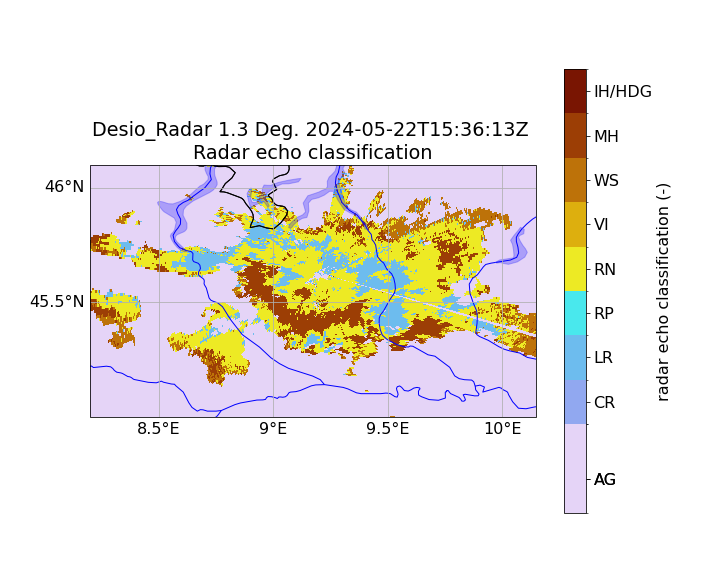 Desio_Radar 1.3 Deg. 2024-05-22T15:36:13Z
Radar echo classification
46°N
45.5°N
8.5°E
9°E
9.5°E
10°E
IH/HDG
MH
WS
VI
RN
RP
LR
CR
AG
radar echo classification (-)